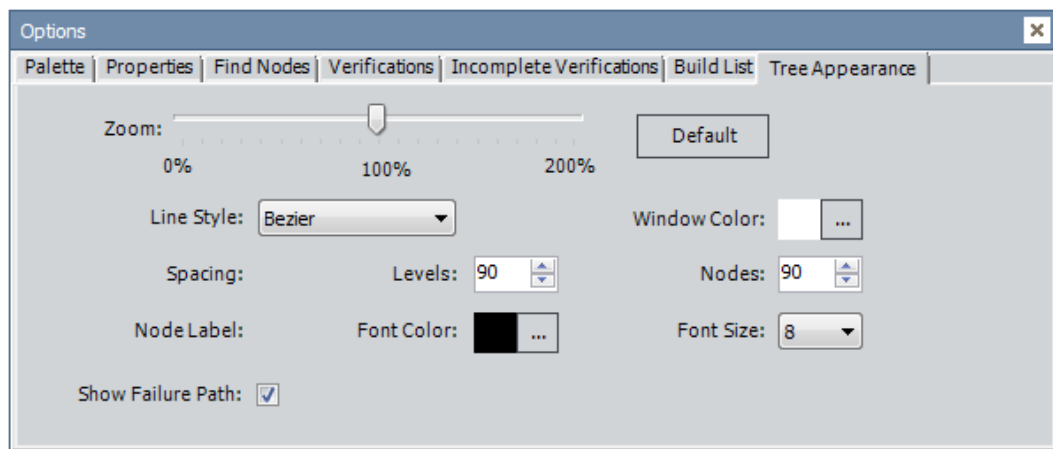 Options
Palette Properties Find Nodes Verifications Incomplete Verifications Build List Tree Appearance
Zoom: Default
0% 100% 200%
Line Style: Bezier Window Color: ...
Spacing: Levels: 90 Nodes: 90
Node Label: Font Color: ... Font Size: 8
Show Failure Path: